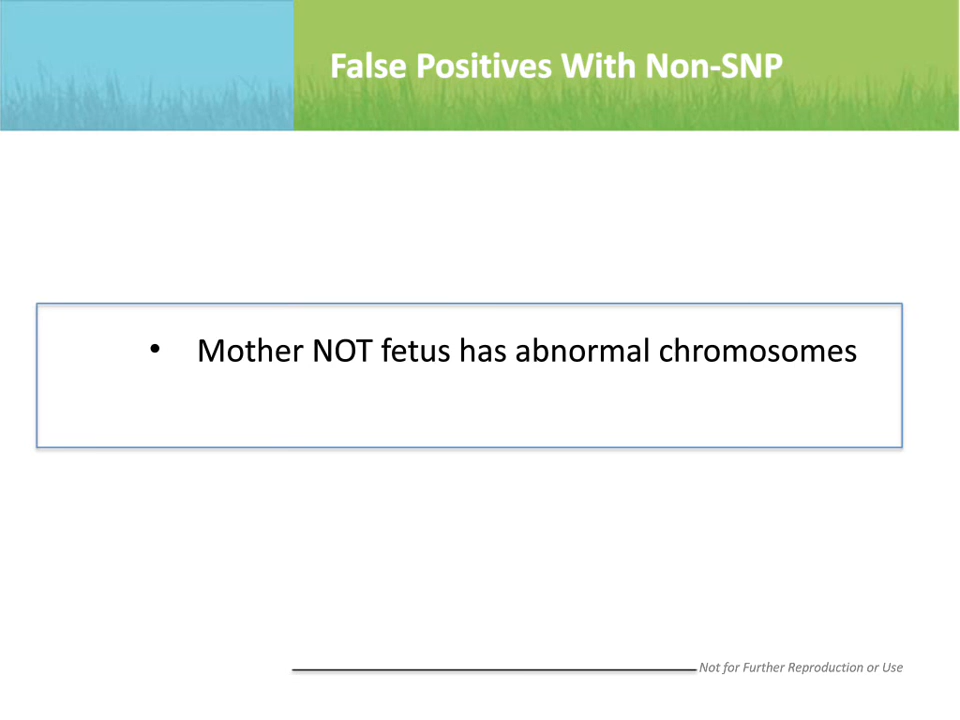 False Positives With Non-SNP
• Mother NOT fetus has abnormal chromosomes
Not for Further Reproduction or Use